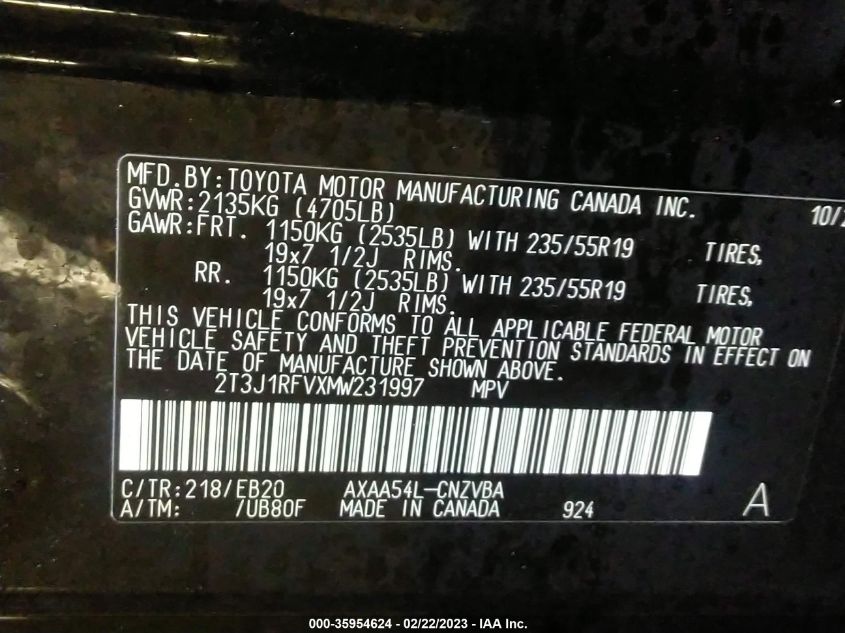 MFD.BY:TOYOTA MOTOR MANUFACTURING CANADA INC. 10/2
GVWR:2135KG (4705LB)
GAWR:FRT. 1150KG (2535LB) WITH 235/55R19 TIRES,
19x7 1/2J RIMS.
RR. 1150KG (2535LB) WITH 235/55R19 TIRES,
19x7 1/2J RIMS.
THIS VEHICLE CONFORMS TO ALL APPLICABLE FEDERAL MOTOR
VEHICLE SAFETY AND THEFT PREVENTION STANDARDS IN EFFECT ON
THE DATE OF MANUFACTURE SHOWN ABOVE.
2T3J1RFVXMW231997 MPV
C/TR:218/EB20 AXAA54L-CNZVBA
A/TM: /UB80F MADE IN CANADA 924 A
000-35954624 - 02/22/2023 - IAA Inc.